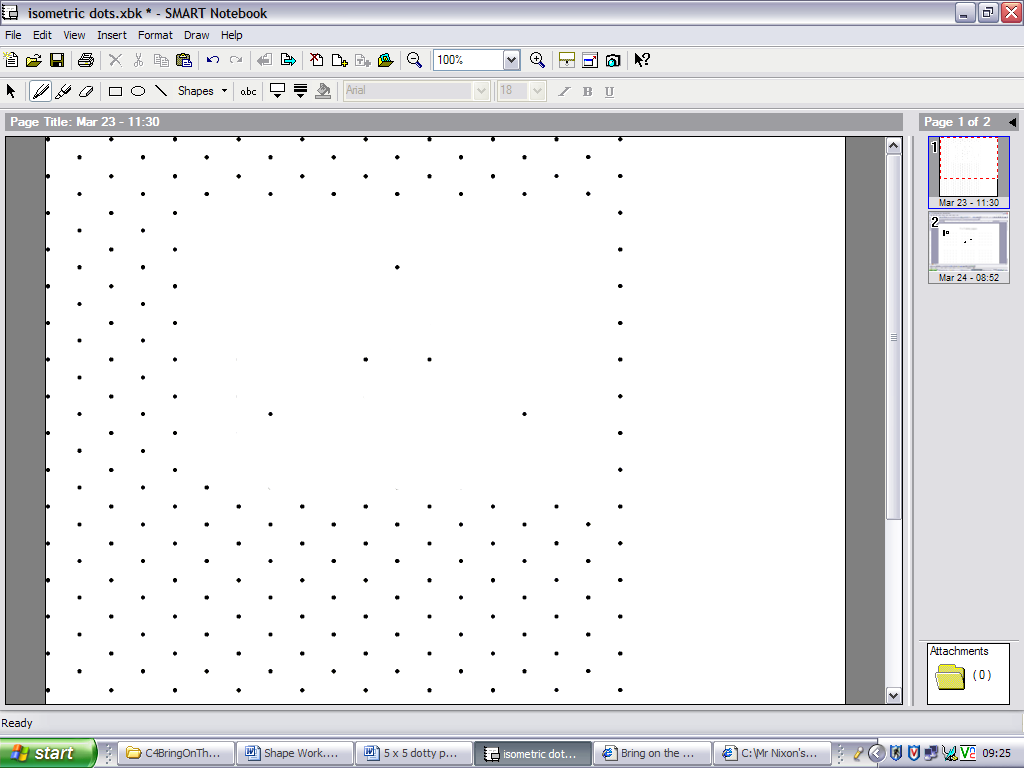 isometric dots.xbk * - SMART Notebook
File Edit View Insert Format Draw Help
100%
Shapes abc Arial 18 I B U
Page Title: Mar 23 - 11:30
Page 1 of 2
1
Mar 23 - 11:30
2
Mar 24 - 08:52
Attachments
( 0 )
Ready
start C4BringOnTh... Shape Work.... 5 x 5 dotty p... isometric dot... Bring on the ... C:\Mr Nixon's... 09:25